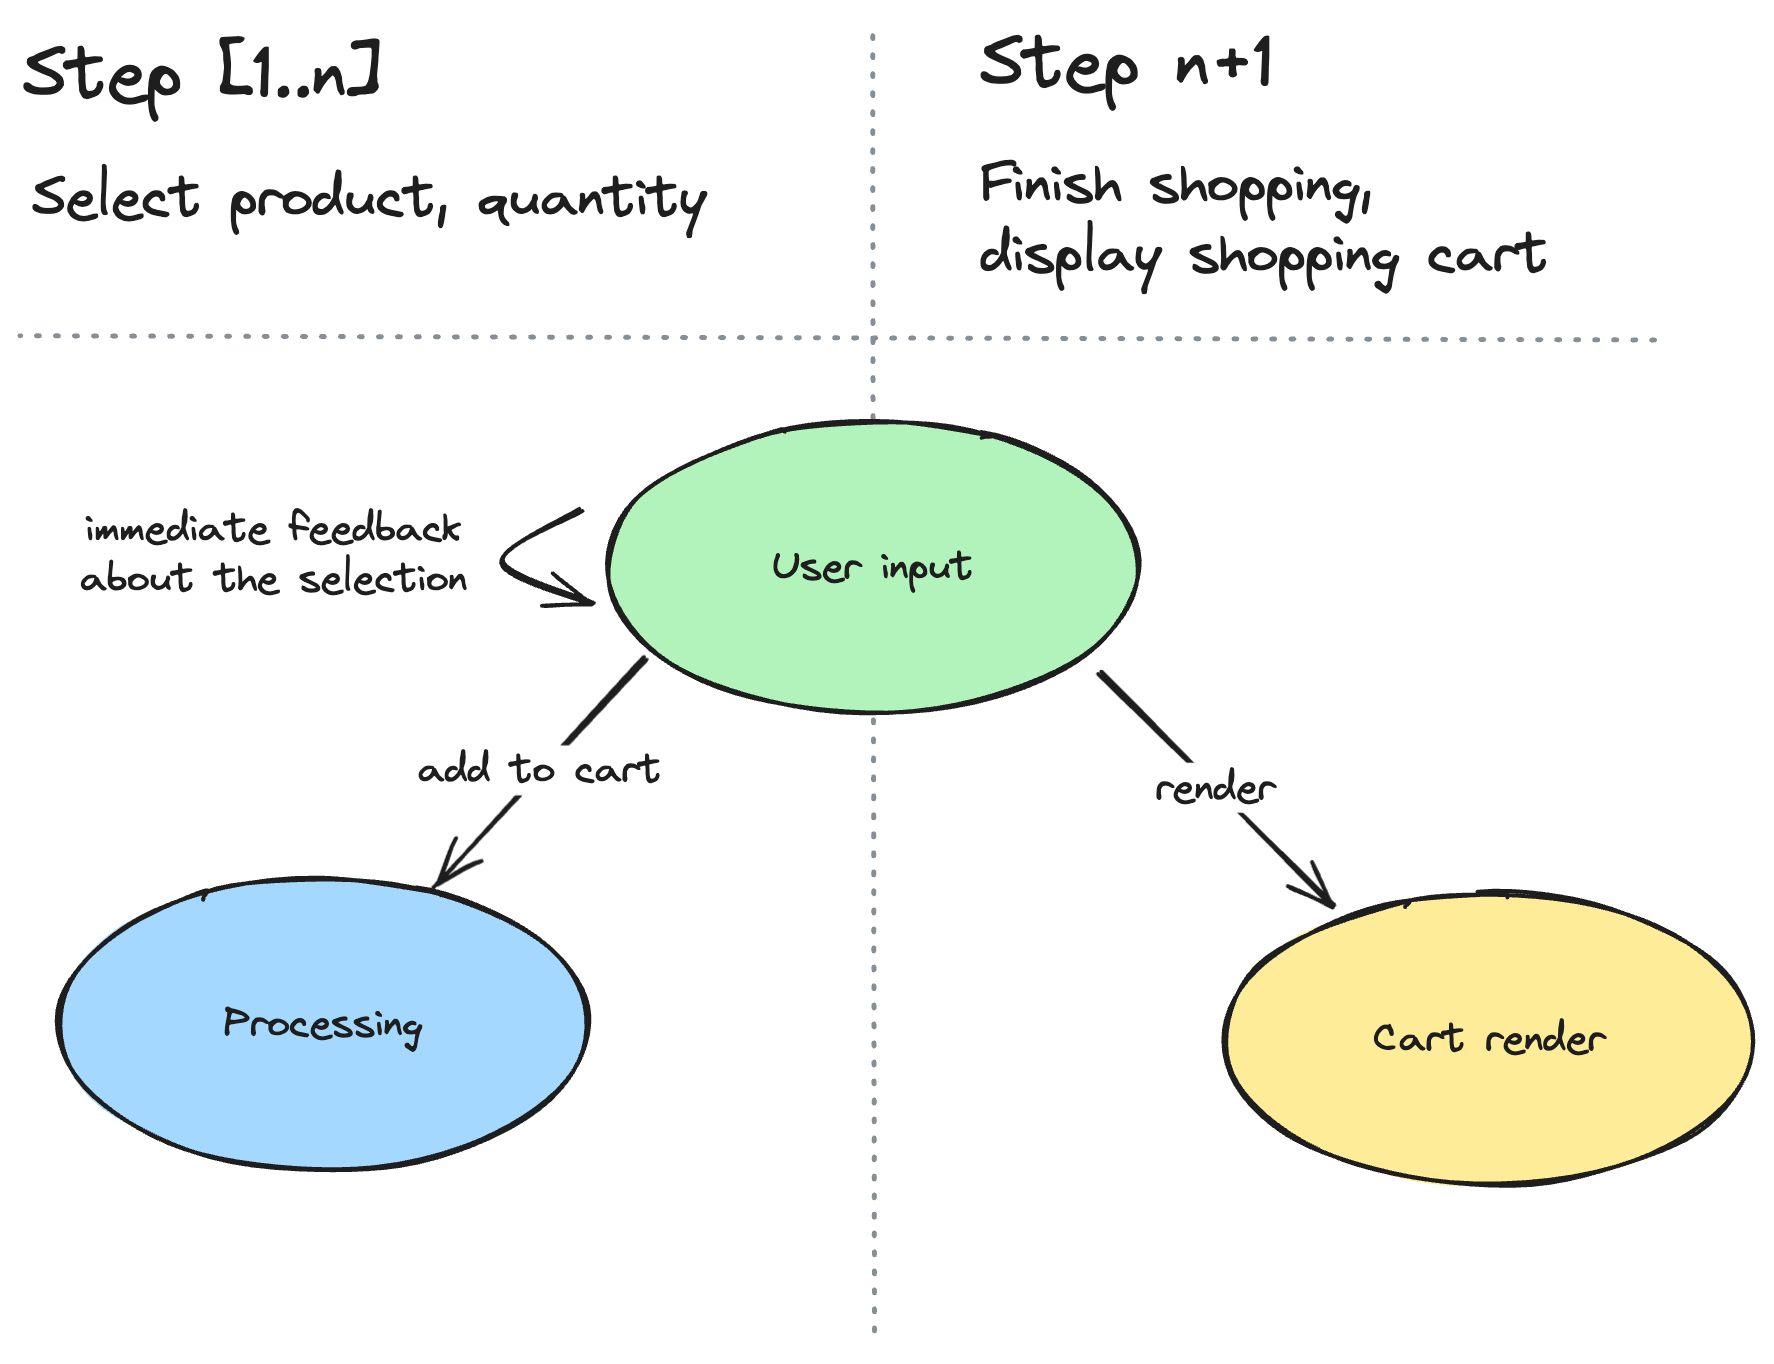 Step [1..n]
Select product, quantity
Step n+1
Finish shopping,
display shopping cart
immediate feedback
about the selection
User input
add to cart
render
Processing
Cart render